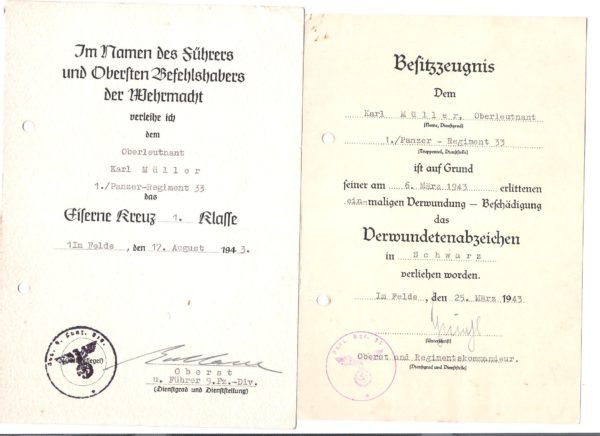 Im Namen des Führers
und Obersten Befehlshabers
der Wehrmacht
verleihe ich
dem
Oberleutnant
Karl Müller
1./Panzer-Regiment 33
das
Eiserne Kreuz 1. Klasse
Im Felde, den 17. August 1943.
Oberst
u. Führer 9.Pz.-Div.
(Dienstgrad und Dienststellung)
Besitzzeugnis
Dem
Karl Müller, Oberleutnant
(Name, Dienstgrad)
1./Panzer - Regiment 33
(Truppenteil, Dienststelle)
ist auf Grund
seiner am 6. März 1943 erlittenen
ein-maligen Verwundung – Beschädigung
das
Verwundetenabzeichen
in Schwarz
verliehen worden.
Im Felde, den 25. März 1943
(Unterschrift)
Oberst und Regimentskommandeur.
(Dienstgrad und Dienststelle)